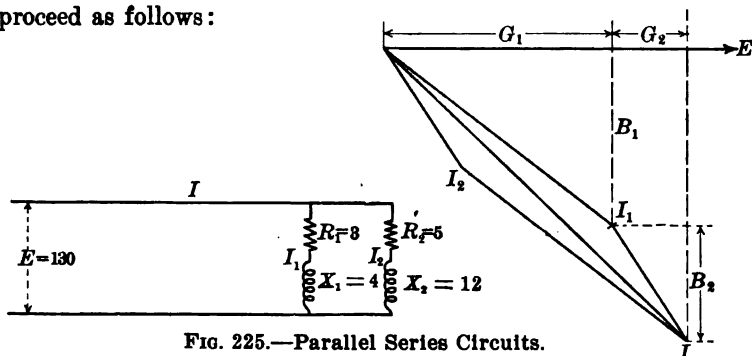 proceed as follows:
G₁
G₂
E
B₁
I₂
I₁
B₂
I
I
E=130
R₁=3
R₂=5
I₁
I₂
X₁ = 4
X₂ = 12
FIG. 225.—Parallel Series Circuits.